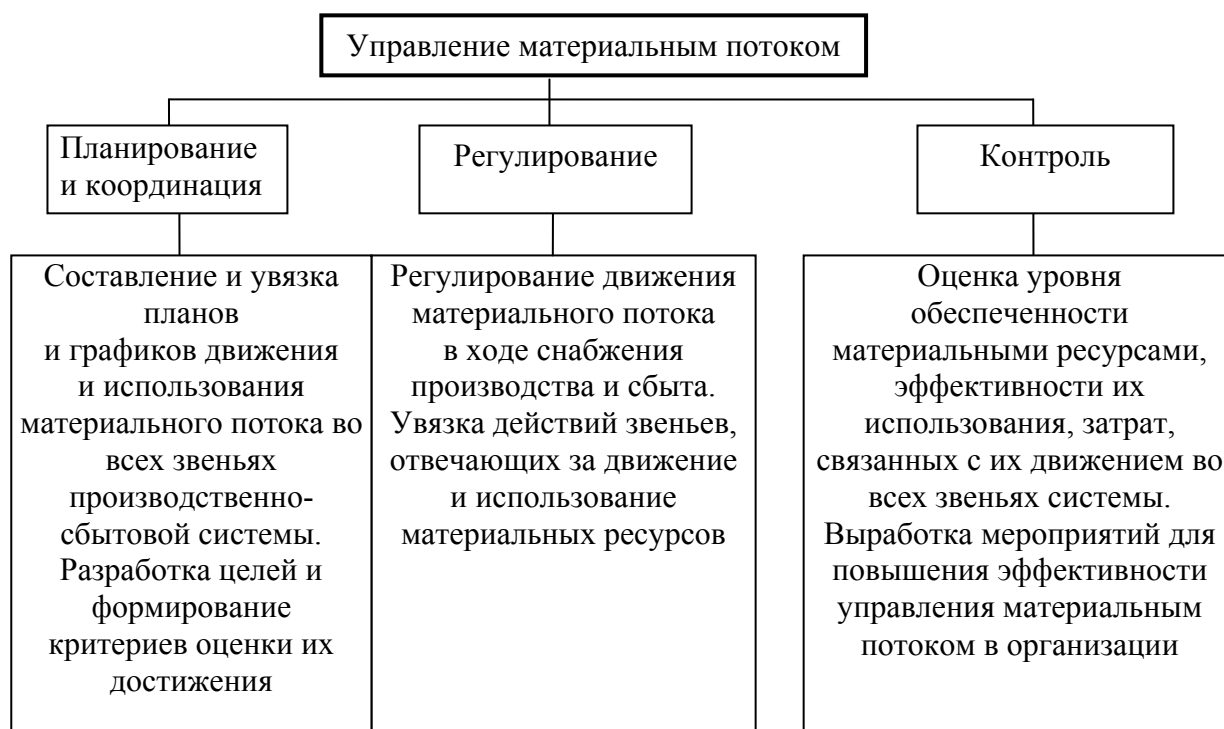 Управление материальным потоком
Планирование
и координация
Регулирование
Контроль
Составление и увязка
планов
и графиков движения
и использования
материального потока во
всех звеньях
производственно-
сбытовой системы.
Разработка целей и
формирование
критериев оценки их
достижения
Регулирование движения
материального потока
в ходе снабжения
производства и сбыта.
Увязка действий звеньев,
отвечающих за движение
и использование
материальных ресурсов
Оценка уровня
обеспеченности
материальными ресурсами,
эффективности их
использования, затрат,
связанных с их движением во
всех звеньях системы.
Выработка мероприятий для
повышения эффективности
управления материальным
потоком в организации